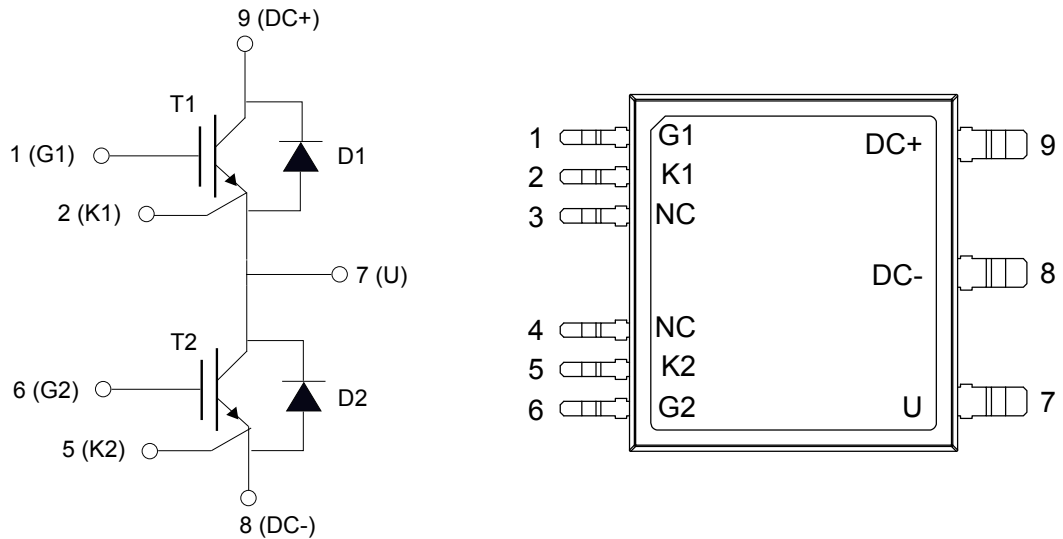 9 (DC+)
T1
1 (G1)
D1
2 (K1)
7 (U)
T2
6 (G2)
D2
5 (K2)
8 (DC-)
1 G1
DC+ 9
2 K1
3 NC
DC- 8
4 NC
5 K2
6 G2
U 7